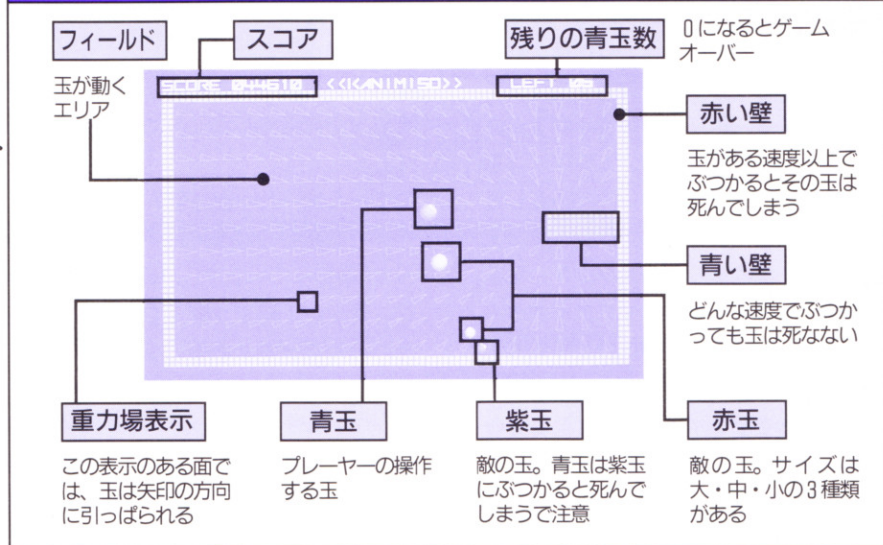 フィールド
スコア
残りの青玉数
0になるとゲーム
オーバー
玉が動く
エリア
SCORE 044610
<<KANIMISO>>
LEFT 05
赤い壁
玉がある速度以上で
ぶつかるとその玉は
死んでしまう
青い壁
どんな速度でぶつか
っても玉は死なない
重力場表示
この表示のある面で
は、玉は矢印の方向
に引っぱられる
青玉
プレーヤーの操作
する玉
紫玉
敵の玉。青玉は紫玉
にぶつかると死んで
しまうで注意
赤玉
敵の玉。サイズは
大・中・小の3種類
がある